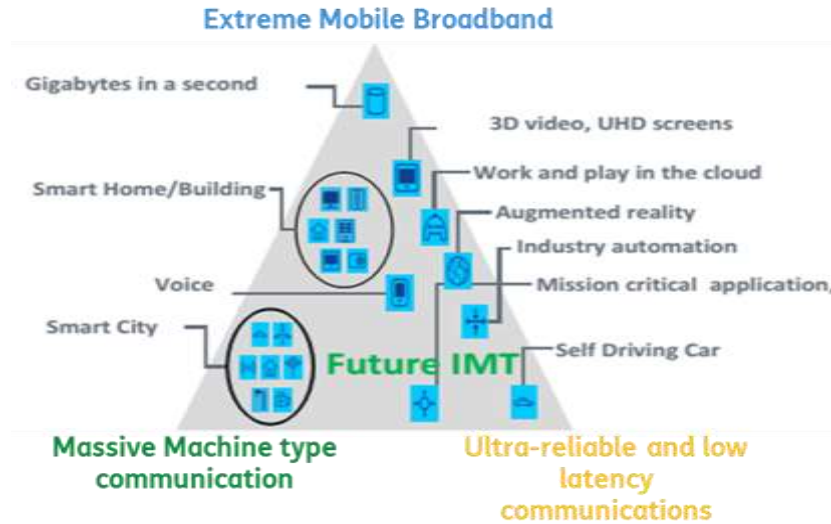 Extreme Mobile Broadband
Gigabytes in a second
3D video, UHD screens
Smart Home/Building
Work and play in the cloud
Augmented reality
Industry automation
Voice
Mission critical application,
Smart City
Self Driving Car
Future IMT
Massive Machine type
communication
Ultra-reliable and low
latency
communications